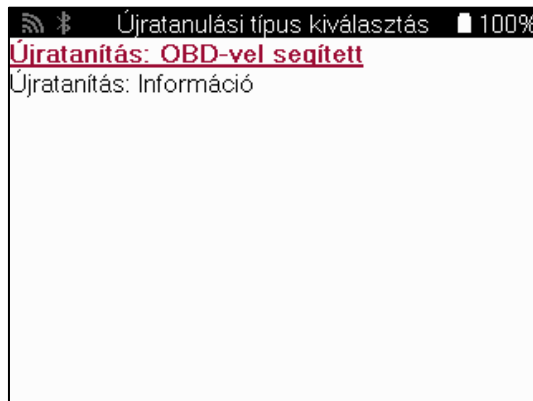 Újratanulási típus kiválasztás 100%
Újratanítás: OBD-vel segített
Újratanítás: Információ